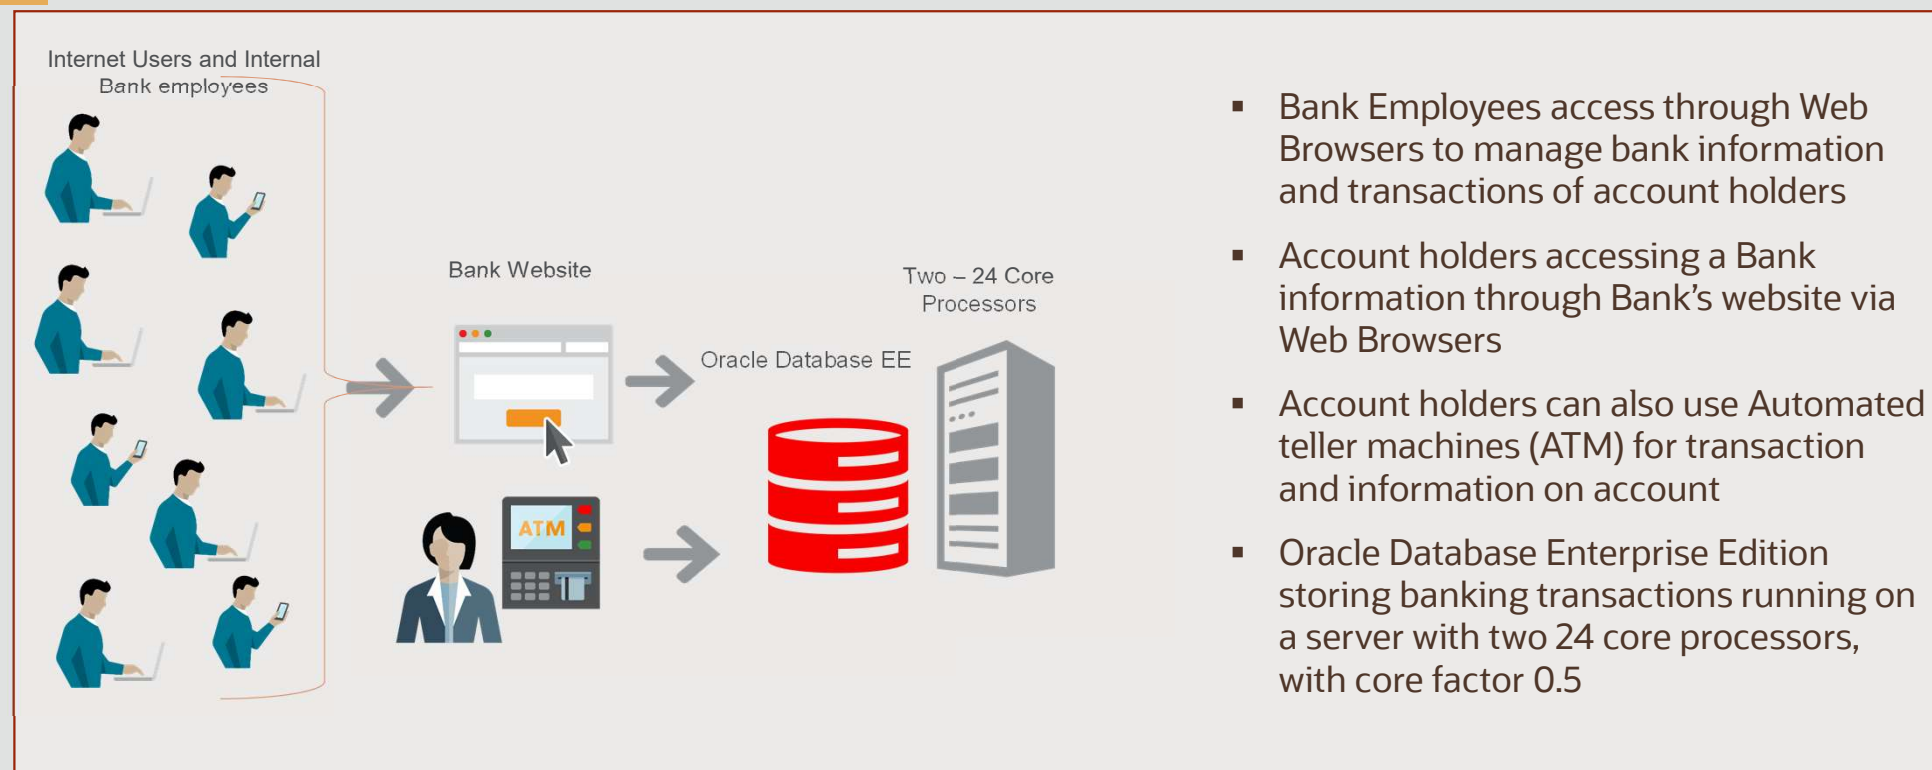 Internet Users and Internal
Bank employees
Bank Website
Two – 24 Core
Processors
Oracle Database EE
ATM
▪ Bank Employees access through Web
Browsers to manage bank information
and transactions of account holders
▪ Account holders accessing a Bank
information through Bank’s website via
Web Browsers
▪ Account holders can also use Automated
teller machines (ATM) for transaction
and information on account
▪ Oracle Database Enterprise Edition
storing banking transactions running on
a server with two 24 core processors,
with core factor 0.5